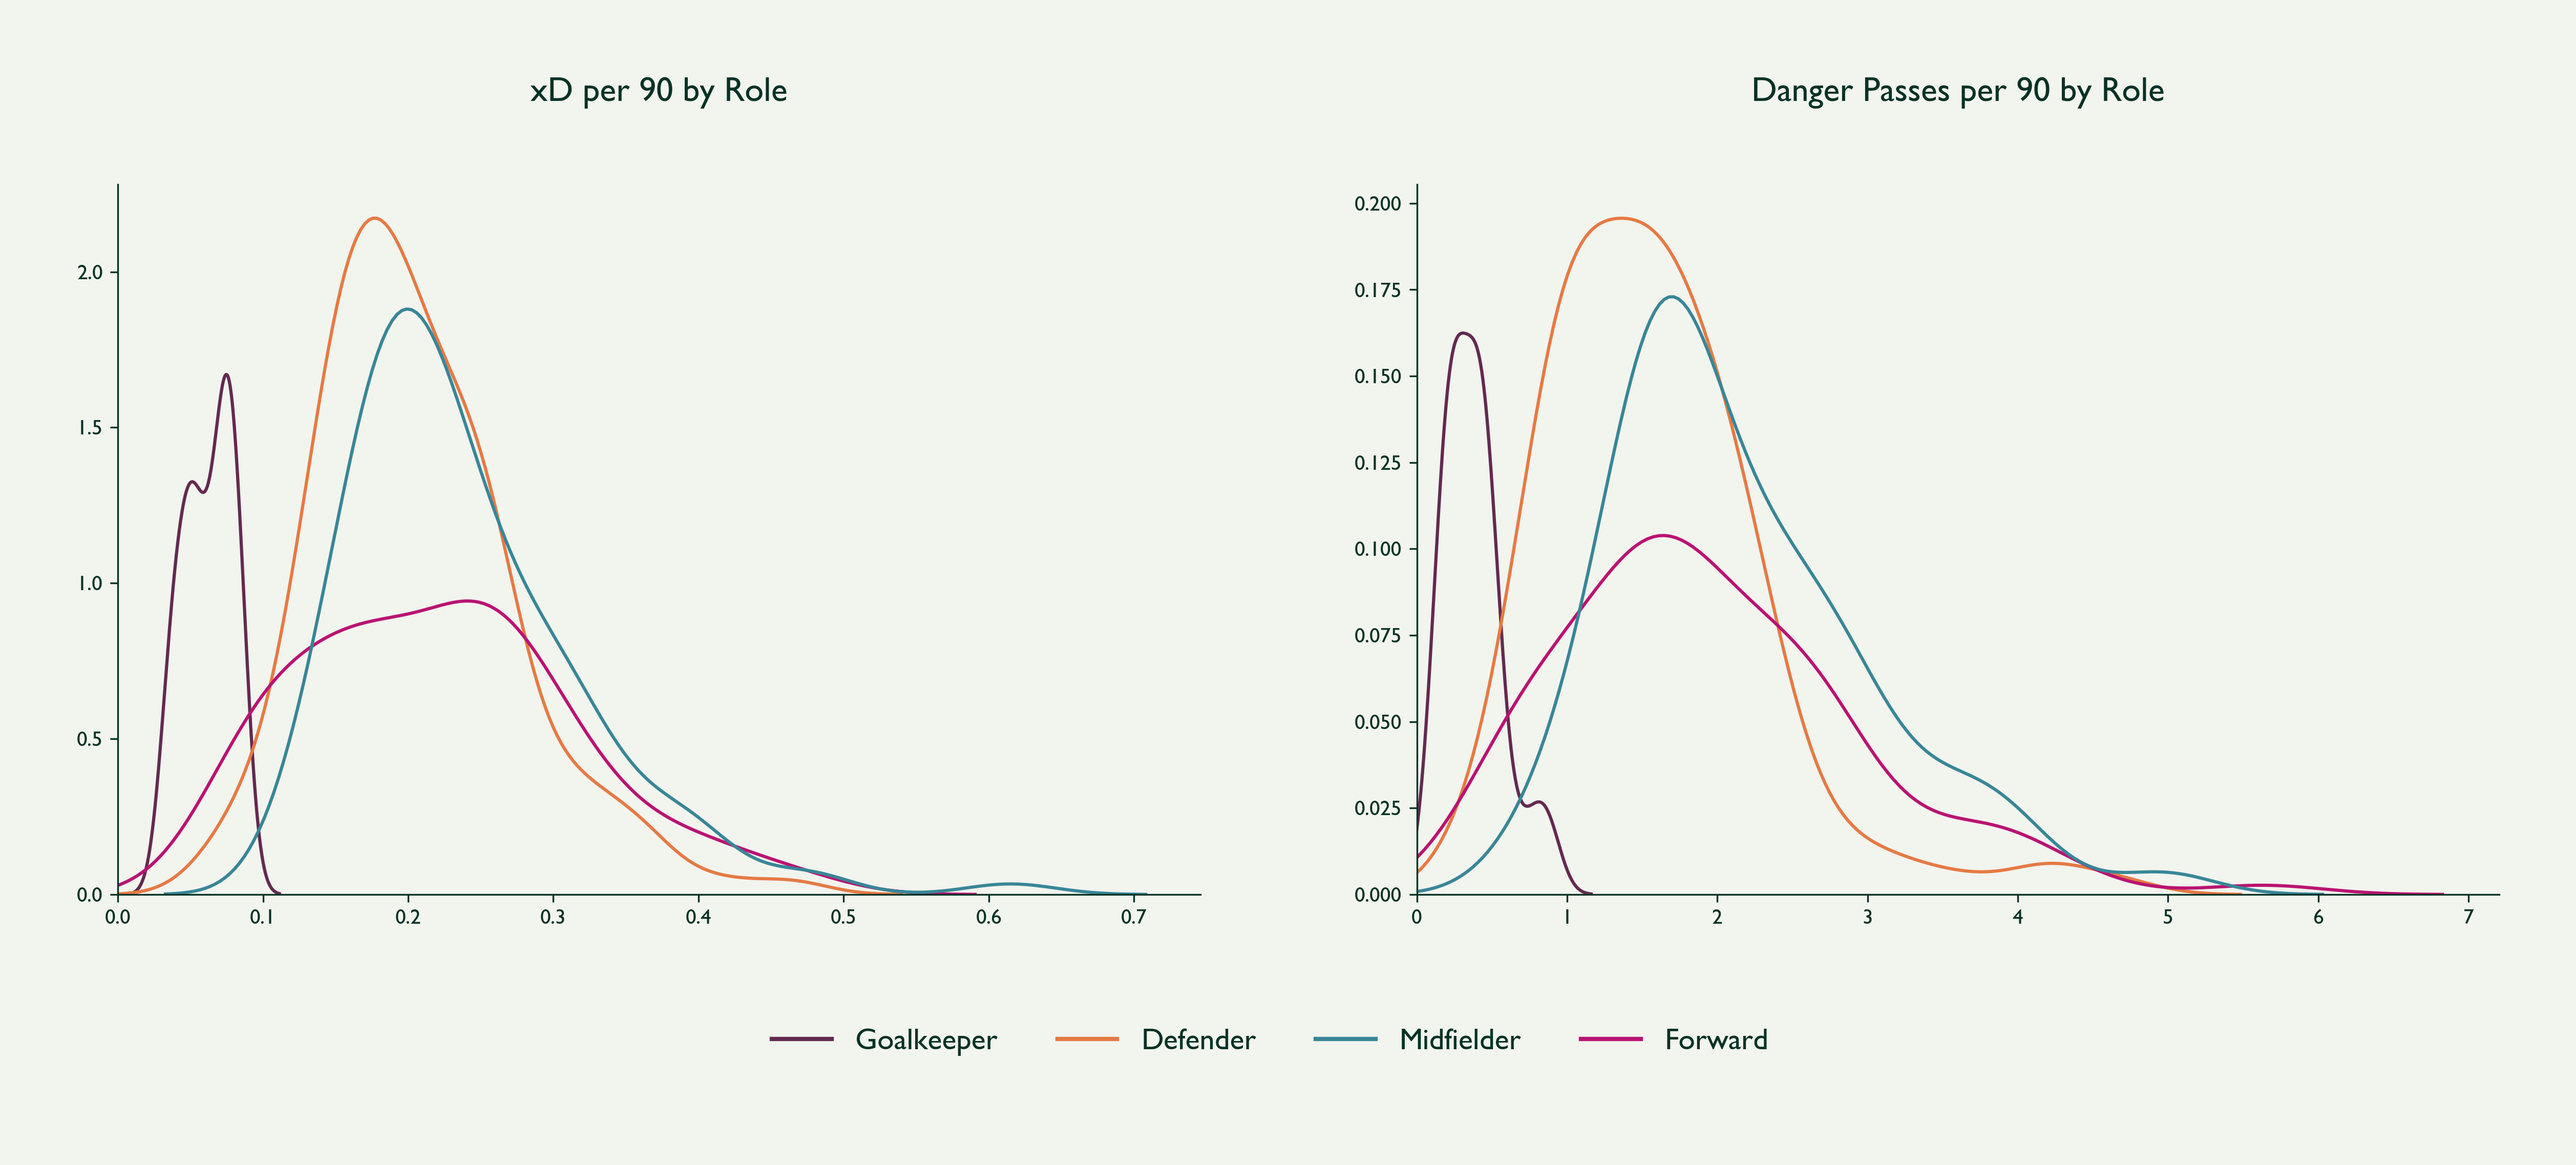 xD per 90 by Role
Danger Passes per 90 by Role
2.0
1.5
1.0
0.5
0.0
0.0 0.1 0.2 0.3 0.4 0.5 0.6 0.7
0.200
0.175
0.150
0.125
0.100
0.075
0.050
0.025
0.000
0 1 2 3 4 5 6 7
Goalkeeper Defender Midfielder Forward